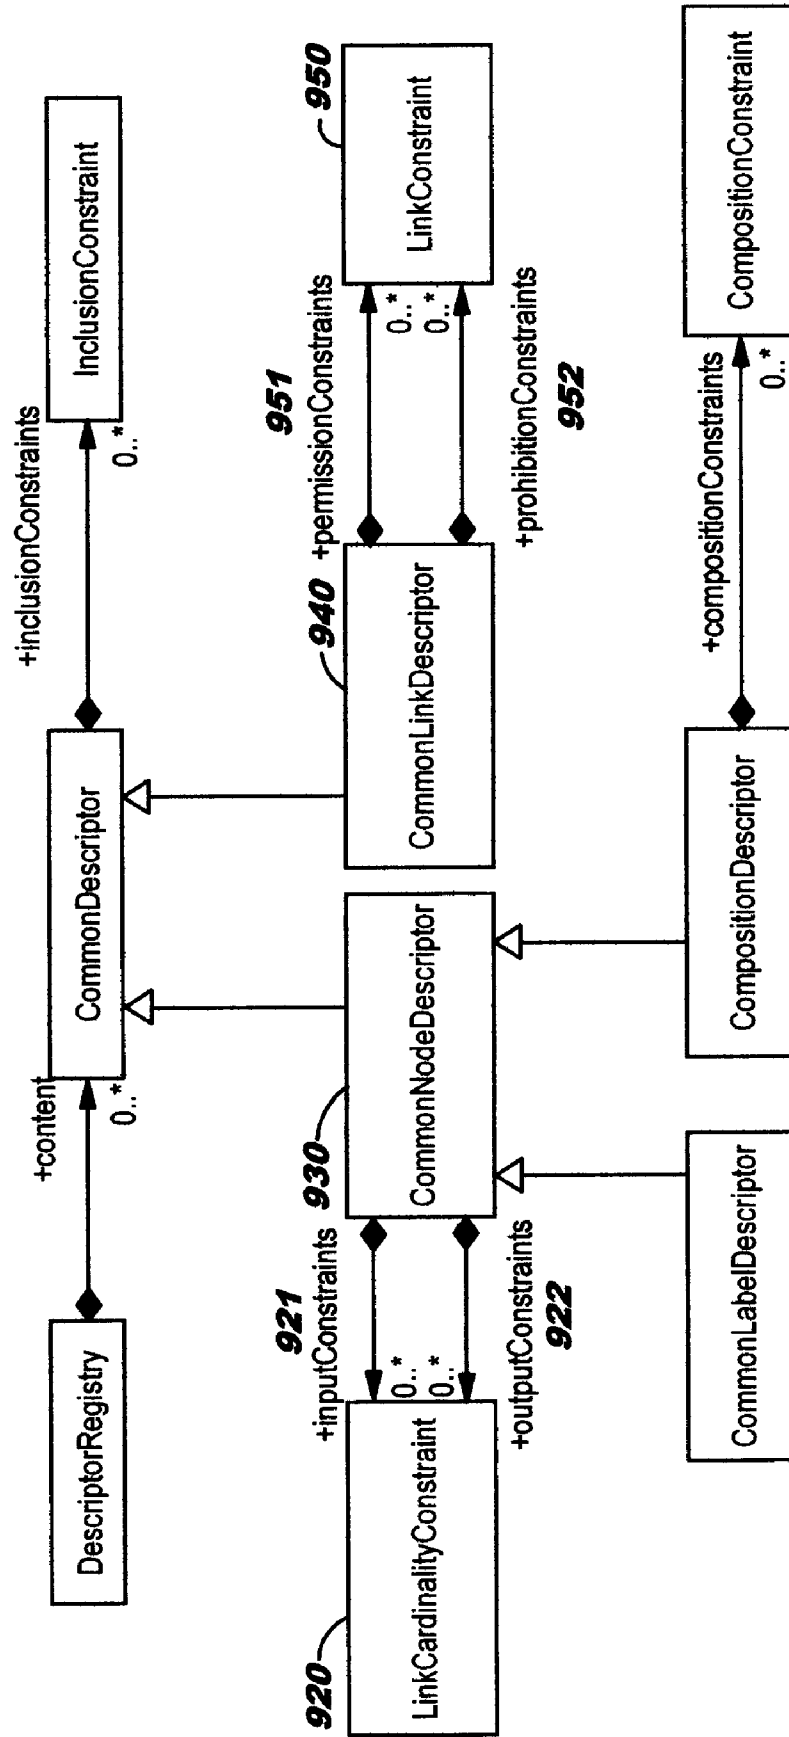 DescriptorRegistry
+content
0..*
CommonDescriptor
+inclusionConstraints
0..*
InclusionConstraint
920
LinkCardinalityConstraint
921
+inputConstraints
0..*
0..*
+outputConstraints
922
930
CommonNodeDescriptor
940
CommonLinkDescriptor
951
+permissionConstraints
0..*
0..*
+prohibitionConstraints
952
950
LinkConstraint
CommonLabelDescriptor
CompositionDescriptor
+compositionConstraints
0..*
CompositionConstraint